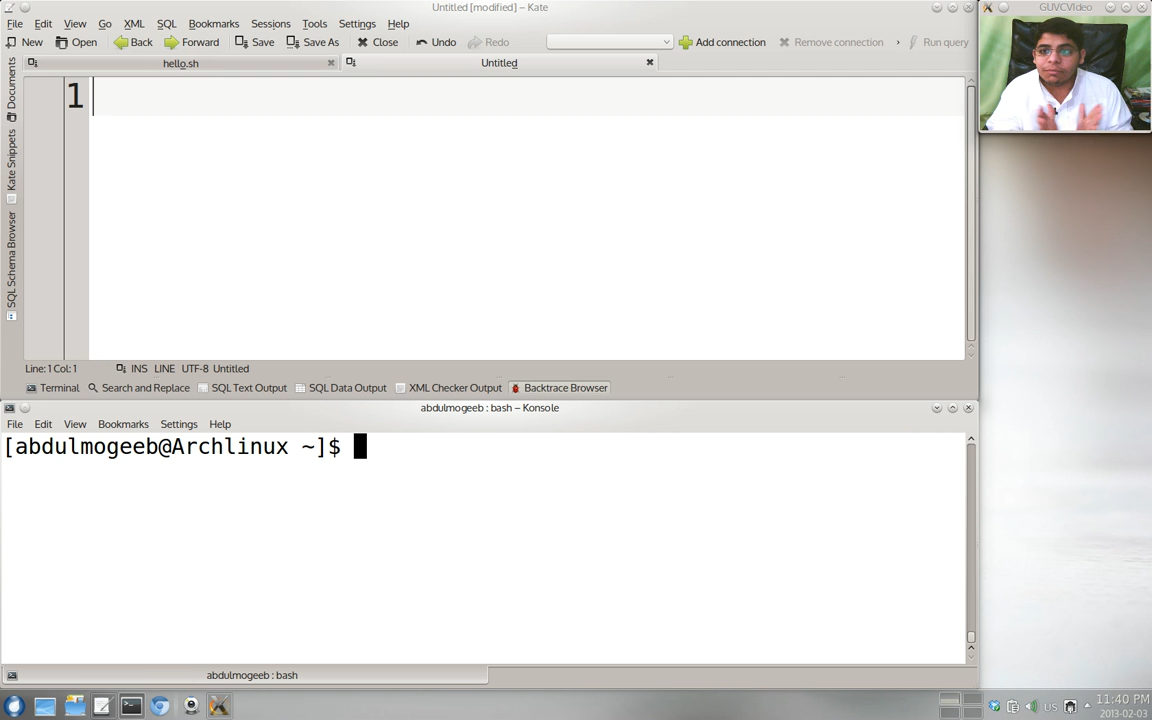 Untitled [modified] – Kate
GUVCVideo
File Edit View Go XML SQL Bookmarks Sessions Tools Settings Help
New Open Back Forward Save Save As Close Undo Redo Add connection Remove connection Run query
hello.sh Untitled
Documents
Kate Snippets
SQL Schema Browser
1
Line: 1 Col: 1 INS LINE UTF-8 Untitled
Terminal Search and Replace SQL Text Output SQL Data Output XML Checker Output Backtrace Browser
abdulmogeeb : bash – Konsole
File Edit View Bookmarks Settings Help
[abdulmogeeb@Archlinux ~]$
abdulmogeeb : bash
US 11:40 PM
2013-02-03